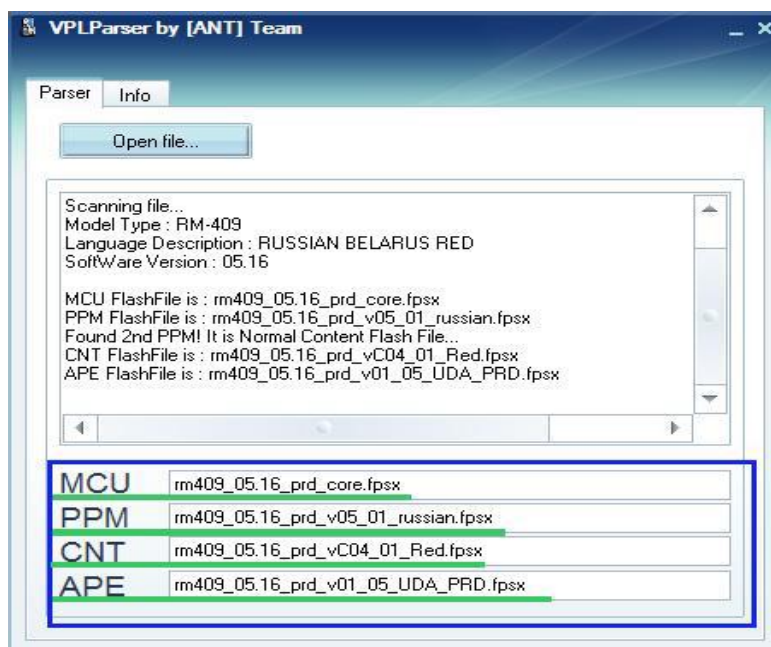 VPLParser by [ANT] Team
Parser Info
Open file...
Scanning file...
Model Type : RM-409
Language Description : RUSSIAN BELARUS RED
SoftWare Version : 05.16
MCU FlashFile is : rm409_05.16_prd_core.fpsx
PPM FlashFile is : rm409_05.16_prd_v05_01_russian.fpsx
Found 2nd PPM! It is Normal Content Flash File...
CNT FlashFile is : rm409_05.16_prd_vC04_01_Red.fpsx
APE FlashFile is : rm409_05.16_prd_v01_05_UDA_PRD.fpsx
MCU rm409_05.16_prd_core.fpsx
PPM rm409_05.16_prd_v05_01_russian.fpsx
CNT rm409_05.16_prd_vC04_01_Red.fpsx
APE rm409_05.16_prd_v01_05_UDA_PRD.fpsx